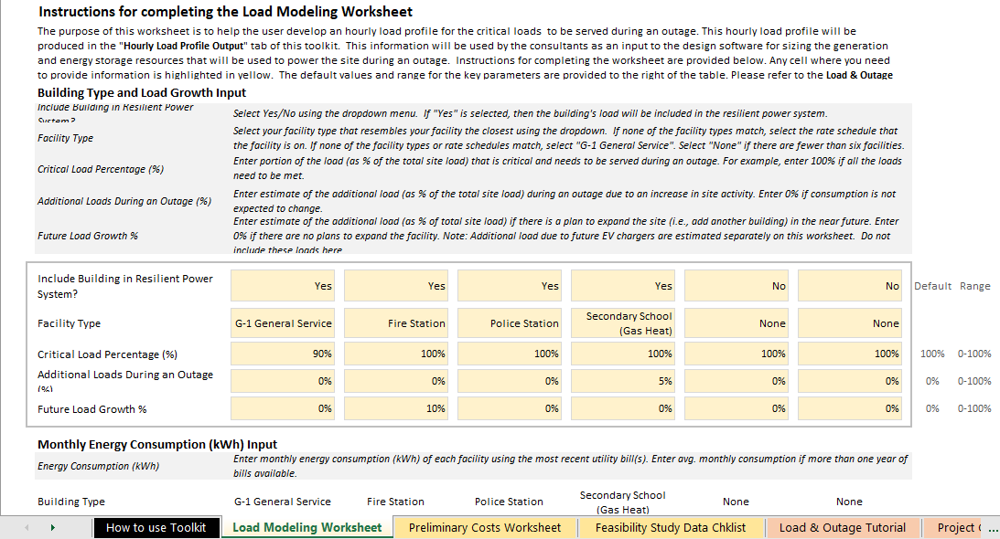 Instructions for completing the Load Modeling Worksheet
The purpose of this worksheet is to help the user develop an hourly load profile for the critical loads to be served during an outage. This hourly load profile will be
produced in the "Hourly Load Profile Output" tab of this toolkit. This information will be used by the consultants as an input to the design software for sizing the generation
and energy storage resources that will be used to power the site during an outage. Instructions for completing the worksheet are provided below. Any cell where you need
to provide information is highlighted in yellow. The default values and range for the key parameters are provided to the right of the table. Please refer to the Load & Outage
Building Type and Load Growth Input
Include Building in Resilient Power
System?
Select Yes/No using the dropdown menu. If "Yes" is selected, then the building's load will be included in the resilient power system.
Facility Type
Select your facility type that resembles your facility the closest using the dropdown. If none of the facility types match, select the rate schedule that
the facility is on. If none of the facility types or rate schedules match, select "G-1 General Service". Select "None" if there are fewer than six facilities.
Critical Load Percentage (%)
Enter portion of the load (as % of the total site load) that is critical and needs to be served during an outage. For example, enter 100% if all the loads
need to be met.
Additional Loads During an Outage (%)
Enter estimate of the additional load (as % of the total site load) during an outage due to an increase in site activity. Enter 0% if consumption is not
expected to change.
Future Load Growth %
Enter estimate of the additional load (as % of total site load) if there is a plan to expand the site (i.e., add another building) in the near future. Enter
0% if there are no plans to expand the facility. Note: Additional load due to future EV chargers are estimated separately on this worksheet. Do not
include these loads here
Include Building in Resilient Power
System?
Yes Yes Yes Yes No No Default Range
Facility Type G-1 General Service Fire Station Police Station Secondary School
(Gas Heat) None None
Critical Load Percentage (%) 90% 100% 100% 100% 100% 100% 100% 0-100%
Additional Loads During an Outage
(%) 0% 0% 0% 5% 0% 0% 0% 0-100%
Future Load Growth % 0% 10% 0% 0% 0% 0% 0% 0-100%
Monthly Energy Consumption (kWh) Input
Energy Consumption (kWh)
Enter monthly energy consumption (kWh) of each facility using the most recent utility bill(s). Enter avg. monthly consumption if more than one year of
bills available.
Building Type G-1 General Service Fire Station Police Station Secondary School
(Gas Heat) None None
How to use Toolkit Load Modeling Worksheet Preliminary Costs Worksheet Feasibility Study Data Chklist Load & Outage Tutorial Project ...